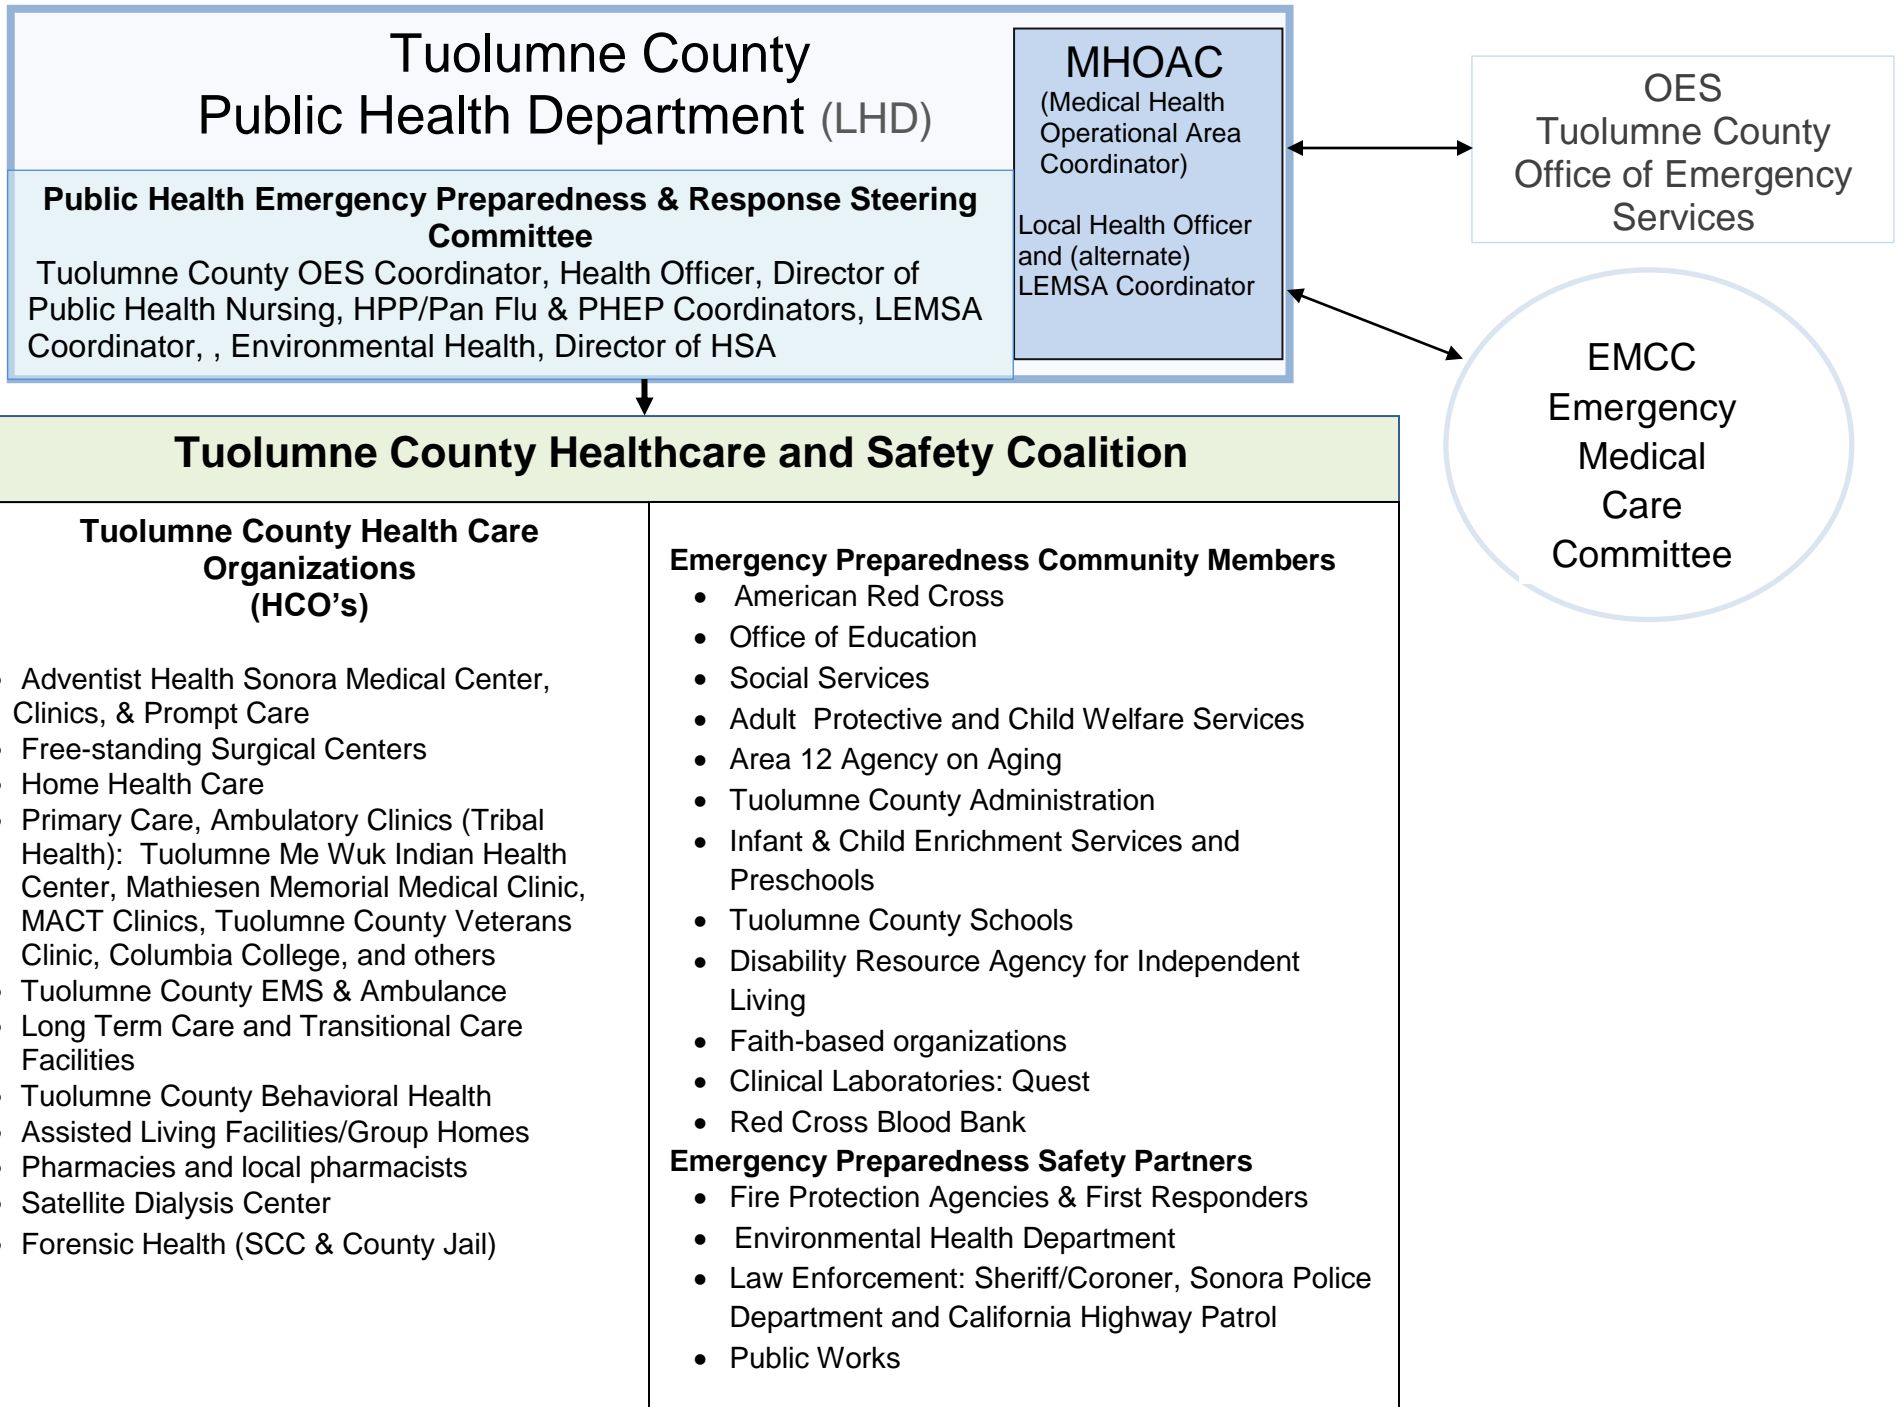 Tuolumne County
Public Health Department (LHD)
MHOAC
(Medical Health
Operational Area
Coordinator)
Local Health Officer
and (alternate)
LEMSA Coordinator
OES
Tuolumne County
Office of Emergency
Services
Public Health Emergency Preparedness & Response Steering
Committee
Tuolumne County OES Coordinator, Health Officer, Director of
Public Health Nursing, HPP/Pan Flu & PHEP Coordinators, LEMSA
Coordinator, , Environmental Health, Director of HSA
EMCC
Emergency
Medical
Care
Committee
Tuolumne County Healthcare and Safety Coalition
Tuolumne County Health Care
Organizations
(HCO’s)
• Adventist Health Sonora Medical Center,
Clinics, & Prompt Care
• Free-standing Surgical Centers
• Home Health Care
• Primary Care, Ambulatory Clinics (Tribal
Health): Tuolumne Me Wuk Indian Health
Center, Mathiesen Memorial Medical Clinic,
MACT Clinics, Tuolumne County Veterans
Clinic, Columbia College, and others
• Tuolumne County EMS & Ambulance
• Long Term Care and Transitional Care
Facilities
• Tuolumne County Behavioral Health
• Assisted Living Facilities/Group Homes
• Pharmacies and local pharmacists
• Satellite Dialysis Center
• Forensic Health (SCC & County Jail)
Emergency Preparedness Community Members
• American Red Cross
• Office of Education
• Social Services
• Adult Protective and Child Welfare Services
• Area 12 Agency on Aging
• Tuolumne County Administration
• Infant & Child Enrichment Services and
Preschools
• Tuolumne County Schools
• Disability Resource Agency for Independent
Living
• Faith-based organizations
• Clinical Laboratories: Quest
• Red Cross Blood Bank
Emergency Preparedness Safety Partners
• Fire Protection Agencies & First Responders
• Environmental Health Department
• Law Enforcement: Sheriff/Coroner, Sonora Police
Department and California Highway Patrol
• Public Works